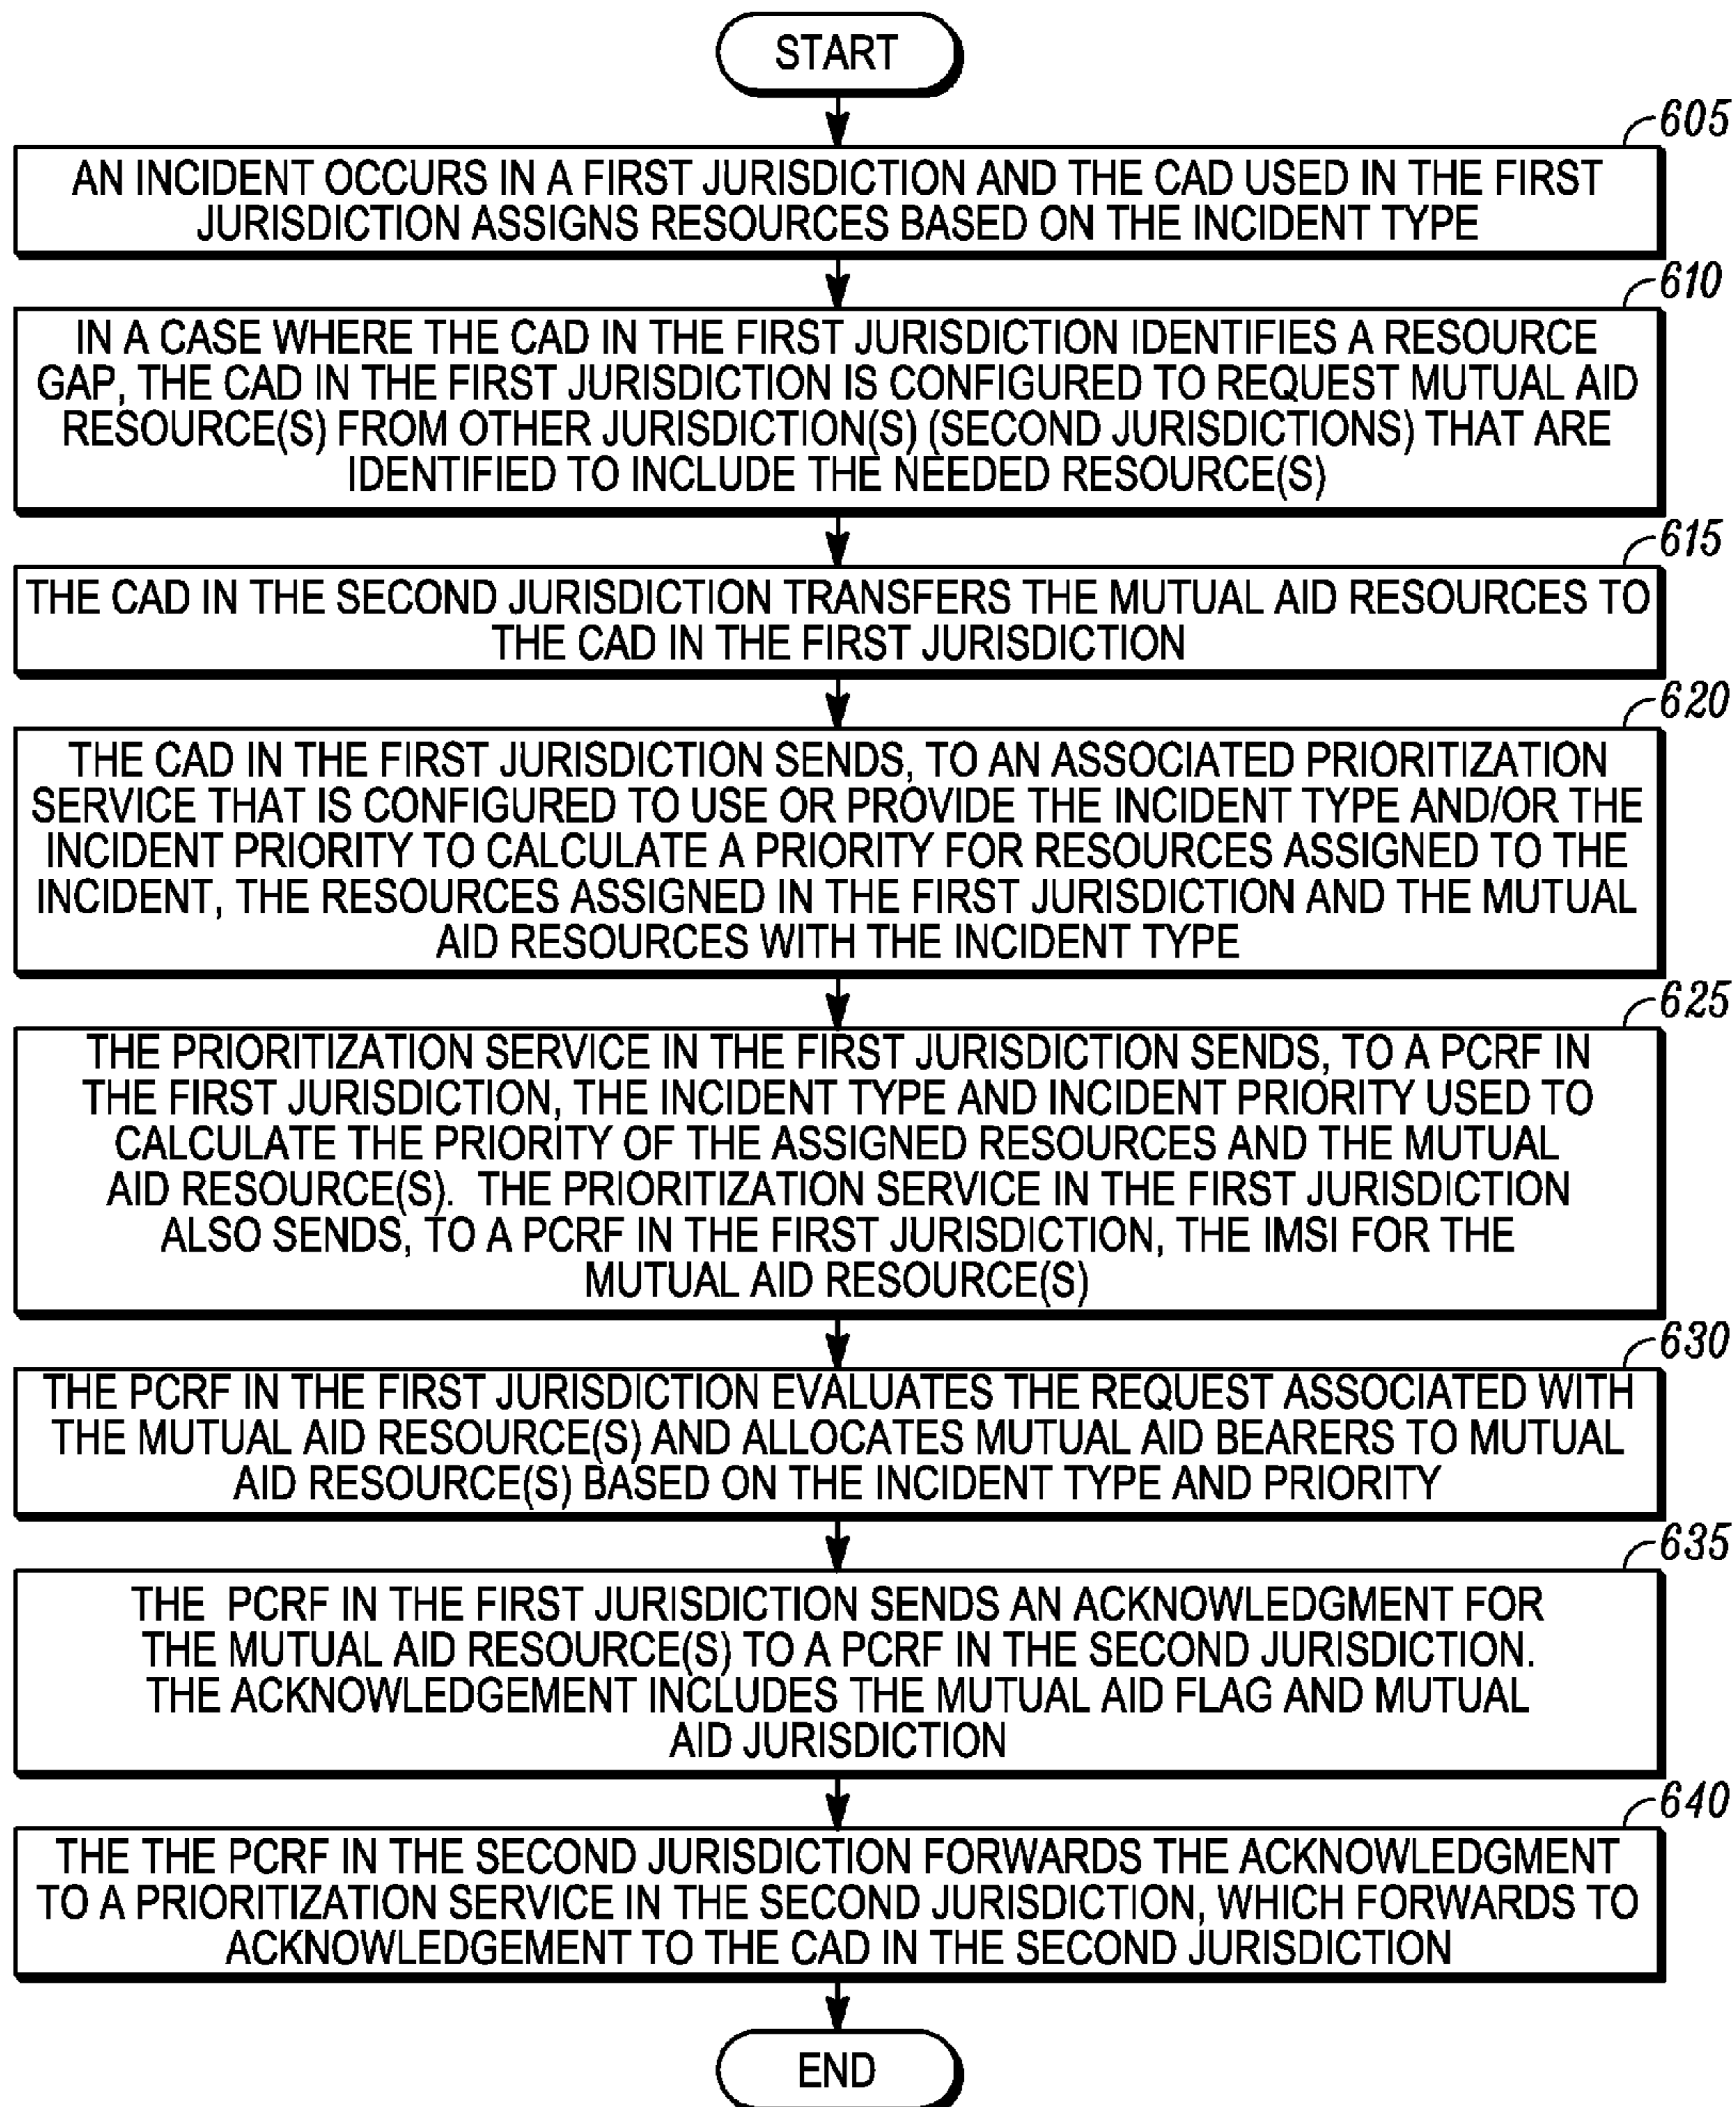 START
605
AN INCIDENT OCCURS IN A FIRST JURISDICTION AND THE CAD USED IN THE FIRST
JURISDICTION ASSIGNS RESOURCES BASED ON THE INCIDENT TYPE
610
IN A CASE WHERE THE CAD IN THE FIRST JURISDICTION IDENTIFIES A RESOURCE
GAP, THE CAD IN THE FIRST JURISDICTION IS CONFIGURED TO REQUEST MUTUAL AID
RESOURCE(S) FROM OTHER JURISDICTION(S) (SECOND JURISDICTIONS) THAT ARE
IDENTIFIED TO INCLUDE THE NEEDED RESOURCE(S)
615
THE CAD IN THE SECOND JURISDICTION TRANSFERS THE MUTUAL AID RESOURCES TO
THE CAD IN THE FIRST JURISDICTION
620
THE CAD IN THE FIRST JURISDICTION SENDS, TO AN ASSOCIATED PRIORITIZATION
SERVICE THAT IS CONFIGURED TO USE OR PROVIDE THE INCIDENT TYPE AND/OR THE
INCIDENT PRIORITY TO CALCULATE A PRIORITY FOR RESOURCES ASSIGNED TO THE
INCIDENT, THE RESOURCES ASSIGNED IN THE FIRST JURISDICTION AND THE MUTUAL
AID RESOURCES WITH THE INCIDENT TYPE
625
THE PRIORITIZATION SERVICE IN THE FIRST JURISDICTION SENDS, TO A PCRF IN
THE FIRST JURISDICTION, THE INCIDENT TYPE AND INCIDENT PRIORITY USED TO
CALCULATE THE PRIORITY OF THE ASSIGNED RESOURCES AND THE MUTUAL
AID RESOURCE(S). THE PRIORITIZATION SERVICE IN THE FIRST JURISDICTION
ALSO SENDS, TO A PCRF IN THE FIRST JURISDICTION, THE IMSI FOR THE
MUTUAL AID RESOURCE(S)
630
THE PCRF IN THE FIRST JURISDICTION EVALUATES THE REQUEST ASSOCIATED WITH
THE MUTUAL AID RESOURCE(S) AND ALLOCATES MUTUAL AID BEARERS TO MUTUAL
AID RESOURCE(S) BASED ON THE INCIDENT TYPE AND PRIORITY
635
THE PCRF IN THE FIRST JURISDICTION SENDS AN ACKNOWLEDGMENT FOR
THE MUTUAL AID RESOURCE(S) TO A PCRF IN THE SECOND JURISDICTION.
THE ACKNOWLEDGEMENT INCLUDES THE MUTUAL AID FLAG AND MUTUAL
AID JURISDICTION
640
THE THE PCRF IN THE SECOND JURISDICTION FORWARDS THE ACKNOWLEDGMENT
TO A PRIORITIZATION SERVICE IN THE SECOND JURISDICTION, WHICH FORWARDS TO
ACKNOWLEDGEMENT TO THE CAD IN THE SECOND JURISDICTION
END